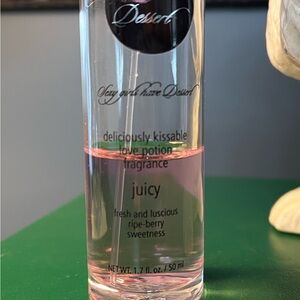 Dessert
Sexy girls have Dessert
deliciously kissable
love potion
fragrance
juicy
fresh and luscious
ripe-berry
sweetness
NET WT. 1.7 fl. oz. / 50 ml